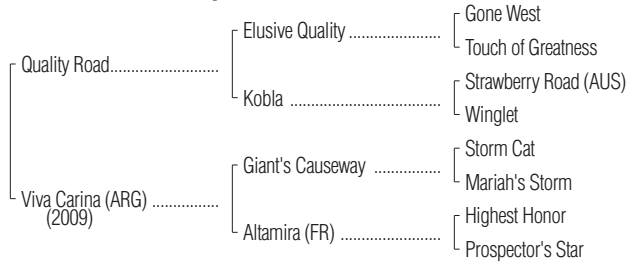 Gone West
Elusive Quality ....................
Touch of Greatness
Quality Road........................
Strawberry Road (AUS)
Kobla .................................
Winglet
Storm Cat
Giant's Causeway ...............
Mariah's Storm
Viva Carina (ARG) ...............
(2009)
Highest Honor
Altamira (FR) ......................
Prospector's Star